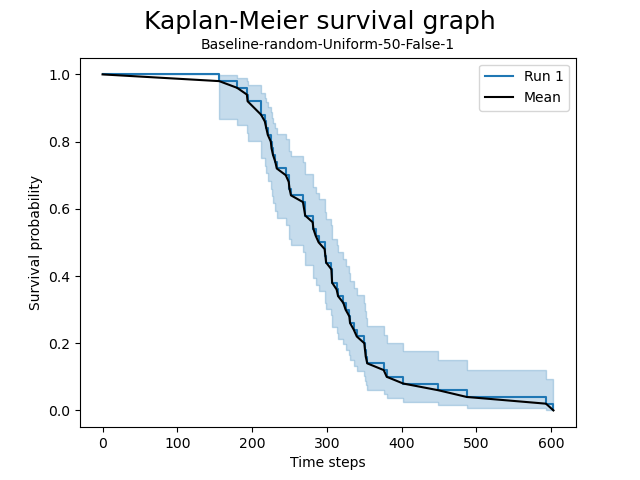 Kaplan-Meier survival graph
Baseline-random-Uniform-50-False-1
Run 1
Mean
Survival probability
1.0
0.8
0.6
0.4
0.2
0.0
0 100 200 300 400 500 600
Time steps